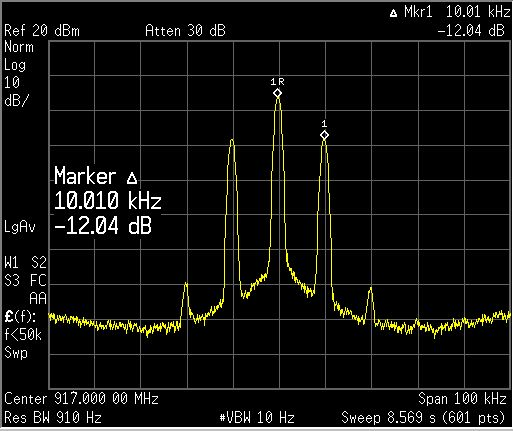 Δ Mkr1 10.01 kHz
Ref 20 dBm Atten 30 dB -12.04 dB
Norm
Log
10
dB/
1R
1
Marker Δ
10.010 kHz
-12.04 dB
LgAv
W1 S2
S3 FC
AA
£(f):
f<50k
Swp
Center 917.000 00 MHz Span 100 kHz
Res BW 910 Hz #VBW 10 Hz Sweep 8.569 s (601 pts)